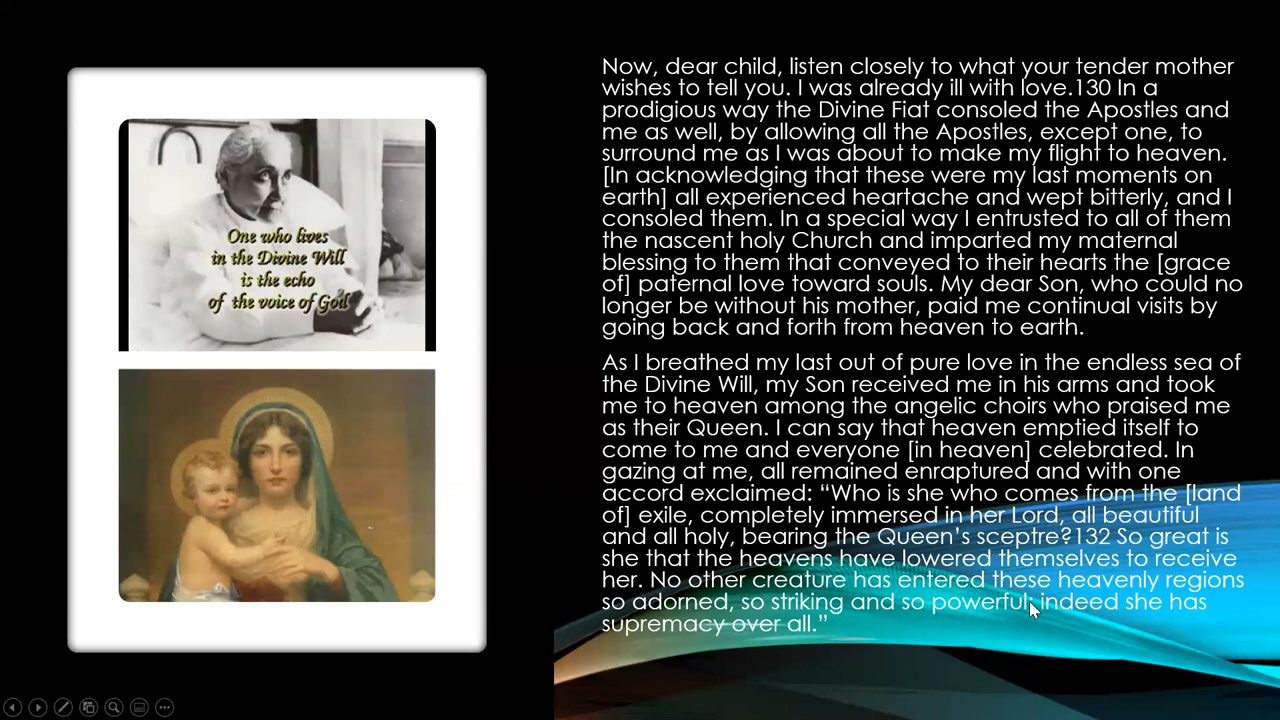 One who lives
in the Divine Will
is the echo
of the voice of God
Now, dear child, listen closely to what your tender mother
wishes to tell you. I was already ill with love.130 In a
prodigious way the Divine Fiat consoled the Apostles and
me as well, by allowing all the Apostles, except one, to
surround me as I was about to make my flight to heaven.
[In acknowledging that these were my last moments on
earth] all experienced heartache and wept bitterly, and I
consoled them. In a special way I entrusted to all of them
the nascent holy Church and imparted my maternal
blessing to them that conveyed to their hearts the [grace
of] paternal love toward souls. My dear Son, who could no
longer be without his mother, paid me continual visits by
going back and forth from heaven to earth.
As I breathed my last out of pure love in the endless sea of
the Divine Will, my Son received me in his arms and took
me to heaven among the angelic choirs who praised me
as their Queen. I can say that heaven emptied itself to
come to me and everyone [in heaven] celebrated. In
gazing at me, all remained enraptured and with one
accord exclaimed: “Who is she who comes from the [land
of] exile, completely immersed in her Lord, all beautiful
and all holy, bearing the Queen’s sceptre?132 So great is
she that the heavens have lowered themselves to receive
her. No other creature has entered these heavenly regions
so adorned, so striking and so powerful; indeed she has
supremacy over all.”